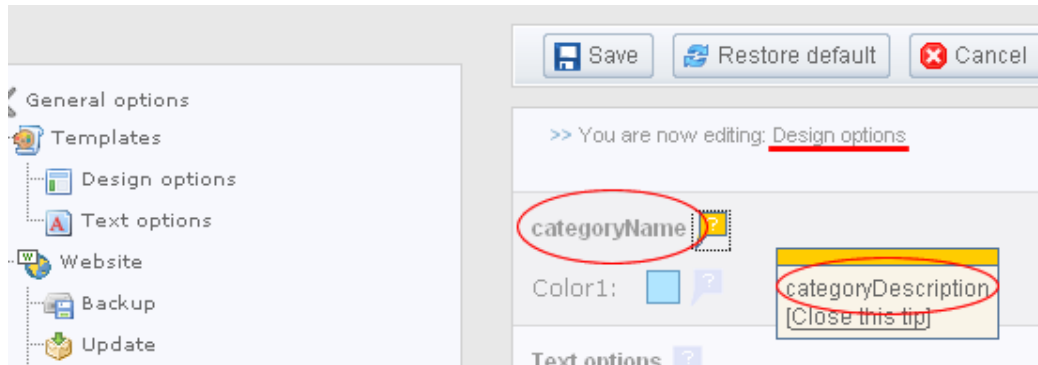 Save
Restore default
Cancel
General options
Templates
Design options
Text options
Website
Backup
Update
>> You are now editing: Design options
categoryName ?
Color1: ?
categoryDescription
[Close this tip]
Text options ?